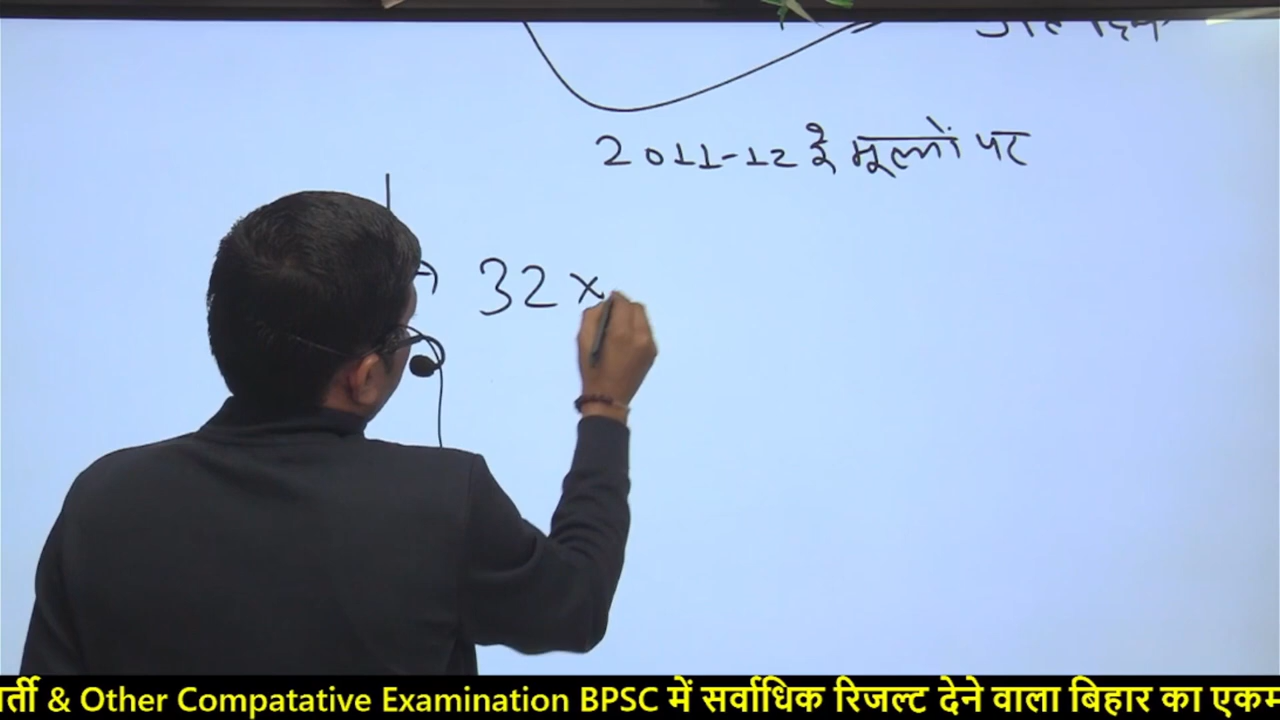 2011-12 के मूल्यों पर
32 ×
र्ती & Other Compatative Examination BPSC में सर्वाधिक रिजल्ट देने वाला बिहार का एकम